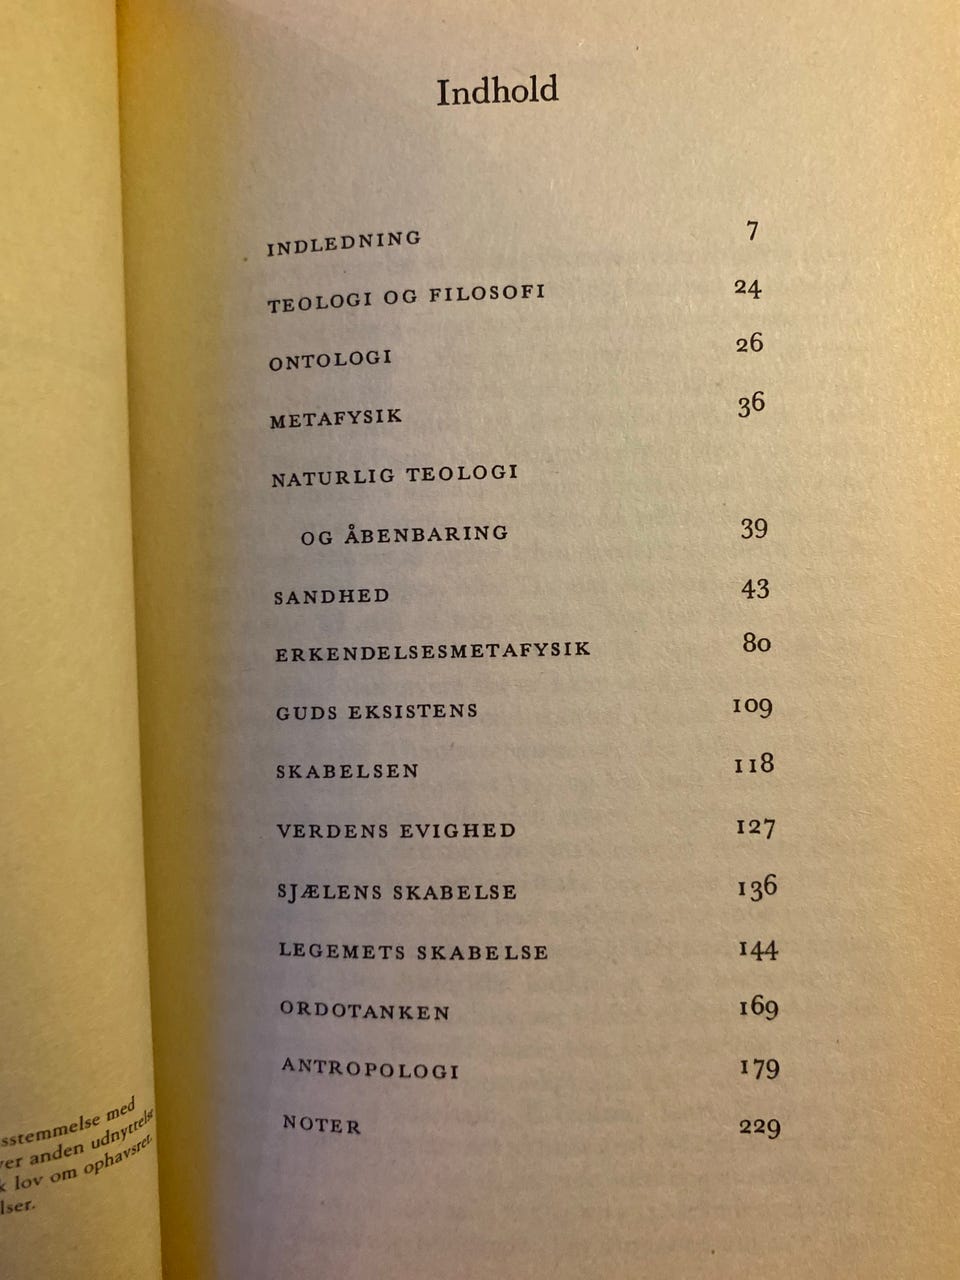 Indhold
INDLEDNING 7
TEOLOGI OG FILOSOFI 24
ONTOLOGI 26
METAFYSIK 36
NATURLIG TEOLOGI
OG ÅBENBARING 39
SANDHED 43
ERKENDELSESMETAFYSIK 80
GUDS EKSISTENS 109
SKABELSEN 118
VERDENS EVIGHED 127
SJÆLENS SKABELSE 136
LEGEMETS SKABELSE 144
ORDOTANKEN 169
ANTROPOLOGI 179
NOTER 229
sstemmelse med
er anden udnyttelse
k lov om ophavsret.
lser.